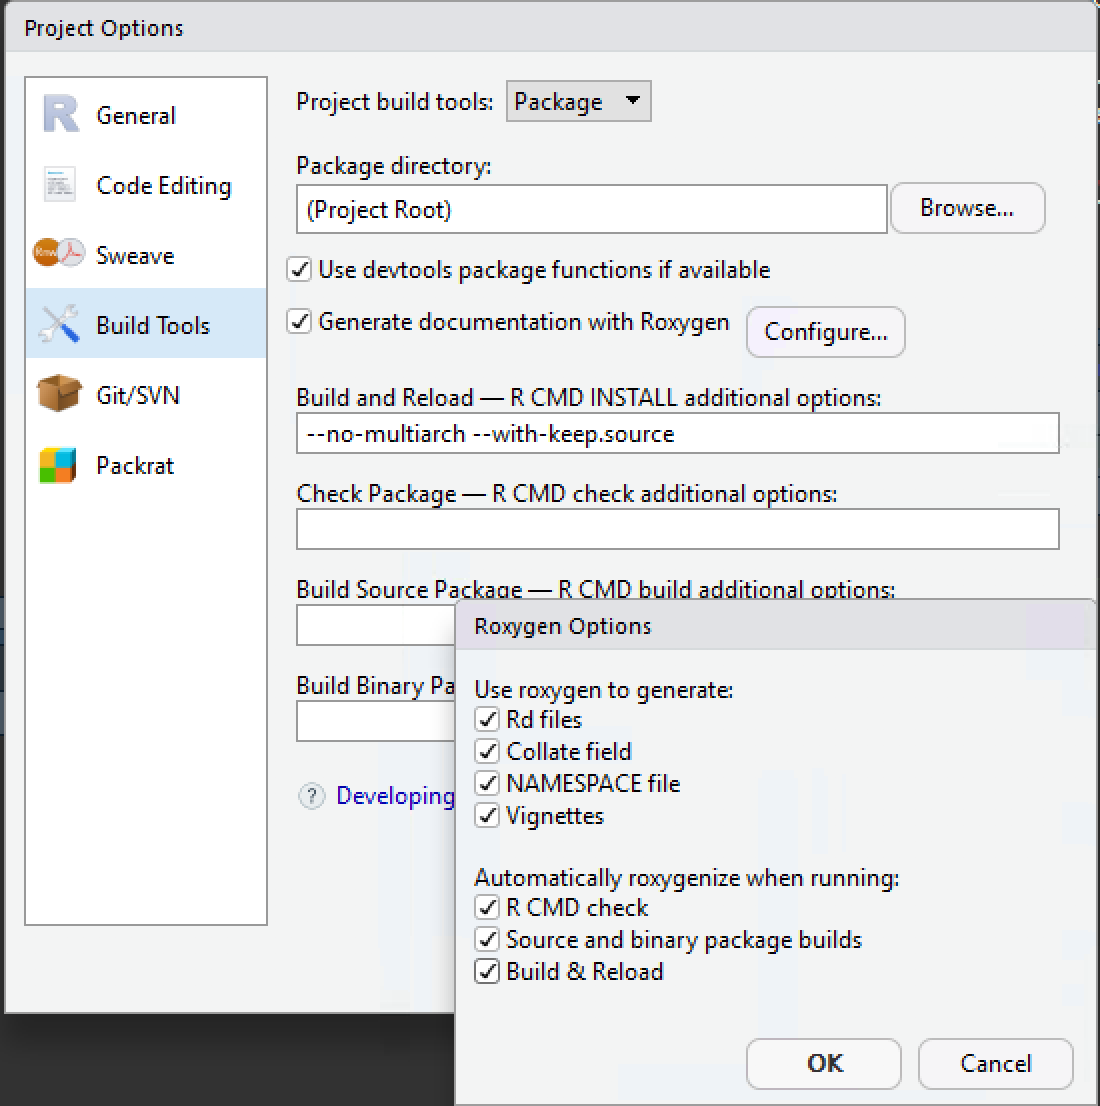 Project Options
General
Code Editing
Sweave
Build Tools
Git/SVN
Packrat
Project build tools: Package
Package directory:
(Project Root)
Browse...
Use devtools package functions if available
Generate documentation with Roxygen
Configure...
Build and Reload — R CMD INSTALL additional options:
--no-multiarch --with-keep.source
Check Package — R CMD check additional options:
Build Source Package — R CMD build additional options:
Build Binary Pa
? Developing
Roxygen Options
Use roxygen to generate:
Rd files
Collate field
NAMESPACE file
Vignettes
Automatically roxygenize when running:
R CMD check
Source and binary package builds
Build & Reload
OK
Cancel